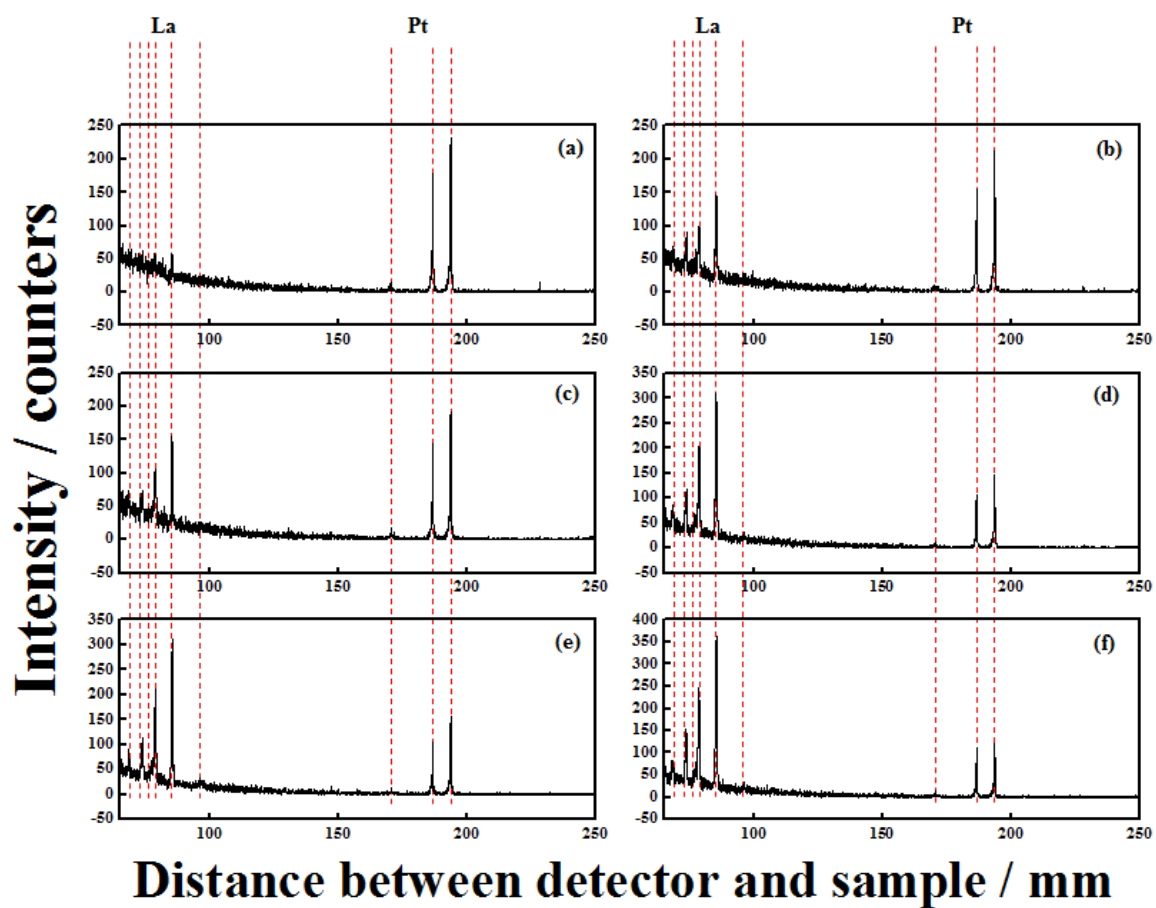 La Pt La Pt
250 250
200 (a) 200 (b)
150 150
100 100
50 50
0 0
-50 -50
100 150 200 250 100 150 200 250
250 350
200 (c) 300 (d)
150 250
100 200
50 150
0 100
-50 50
0
-50
100 150 200 250 100 150 200 250
350 400
300 (e) 350 (f)
250 300
200 250
150 200
100 150
50 100
0 50
-50 0
-50
100 150 200 250 100 150 200 250
Intensity / counters
Distance between detector and sample / mm